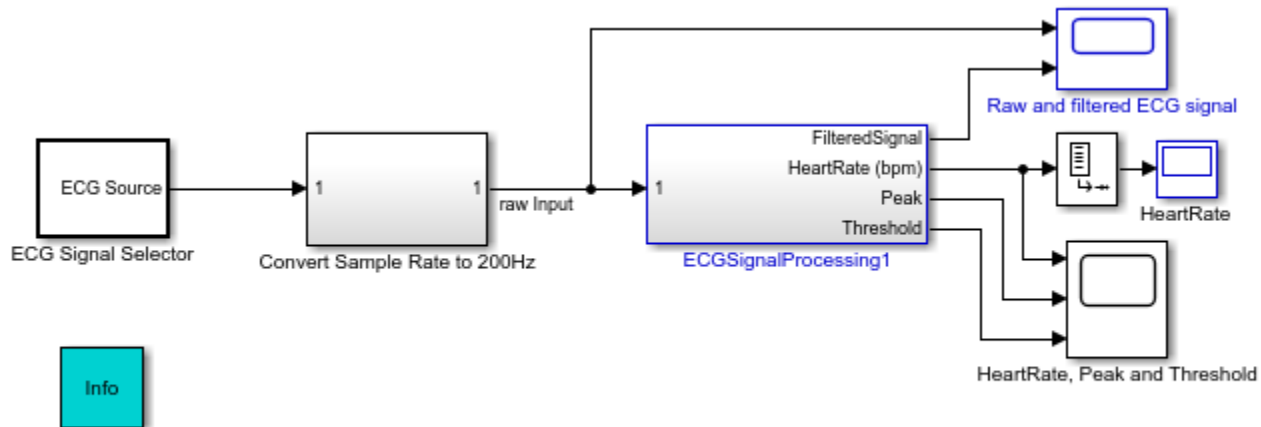 Raw and filtered ECG signal
ECG Source
ECG Signal Selector
1
1
Convert Sample Rate to 200Hz
raw Input
1
FilteredSignal
HeartRate (bpm)
Peak
Threshold
ECGSignalProcessing1
HeartRate
HeartRate, Peak and Threshold
Info